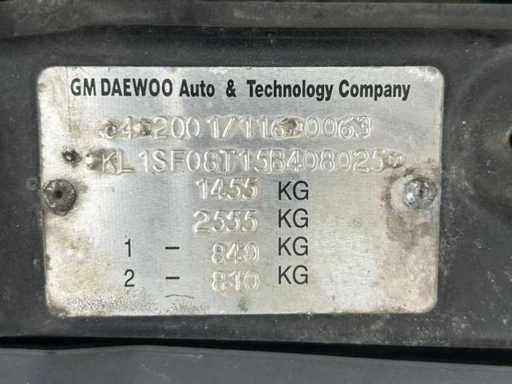 GM DAEWOO Auto & Technology Company
e4*2001/116*0063
*KL1SF08T15B408025*
1455 KG
2555 KG
1 - 840 KG
2 - 810 KG